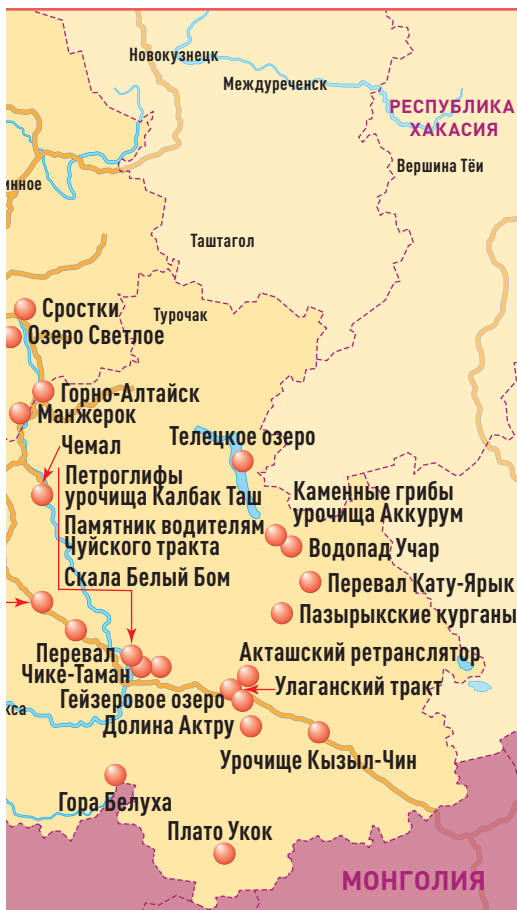 Новокузнецк
Междуреченск
РЕСПУБЛИКА
ХАКАСИЯ
Вершина Тёи
инное
Таштагол
Сростки
Турочак
Озеро Светлое
Горно-Алтайск
Манжерок
Чемал
Телецкое озеро
Петроглифы
урочища Калбак Таш
Каменные грибы
урочища Аккурум
Памятник водителям
Чуйского тракта
Водопад Учар
Скала Белый Бом
Перевал Кату-Ярык
Пазырыкские курганы
Перевал
Чике-Таман
Акташский ретранслятор
Улаганский тракт
Гейзеровое озеро
кса
Долина Актру
Урочище Кызыл-Чин
Гора Белуха
Плато Укок
МОНГОЛИЯ